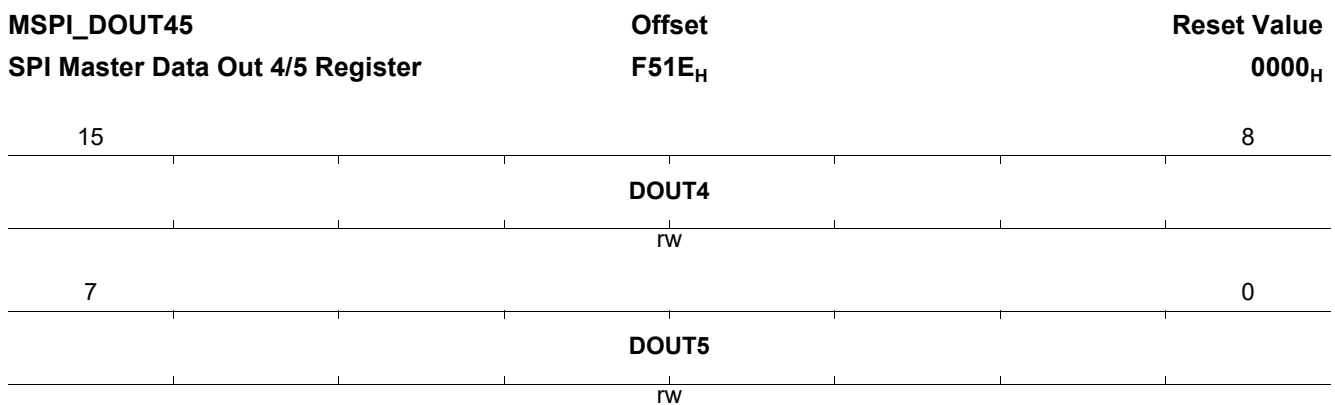 MSPI_DOUT45 Offset Reset Value
SPI Master Data Out 4/5 Register F51EH 0000H
15 8
DOUT4
rw
7 0
DOUT5
rw